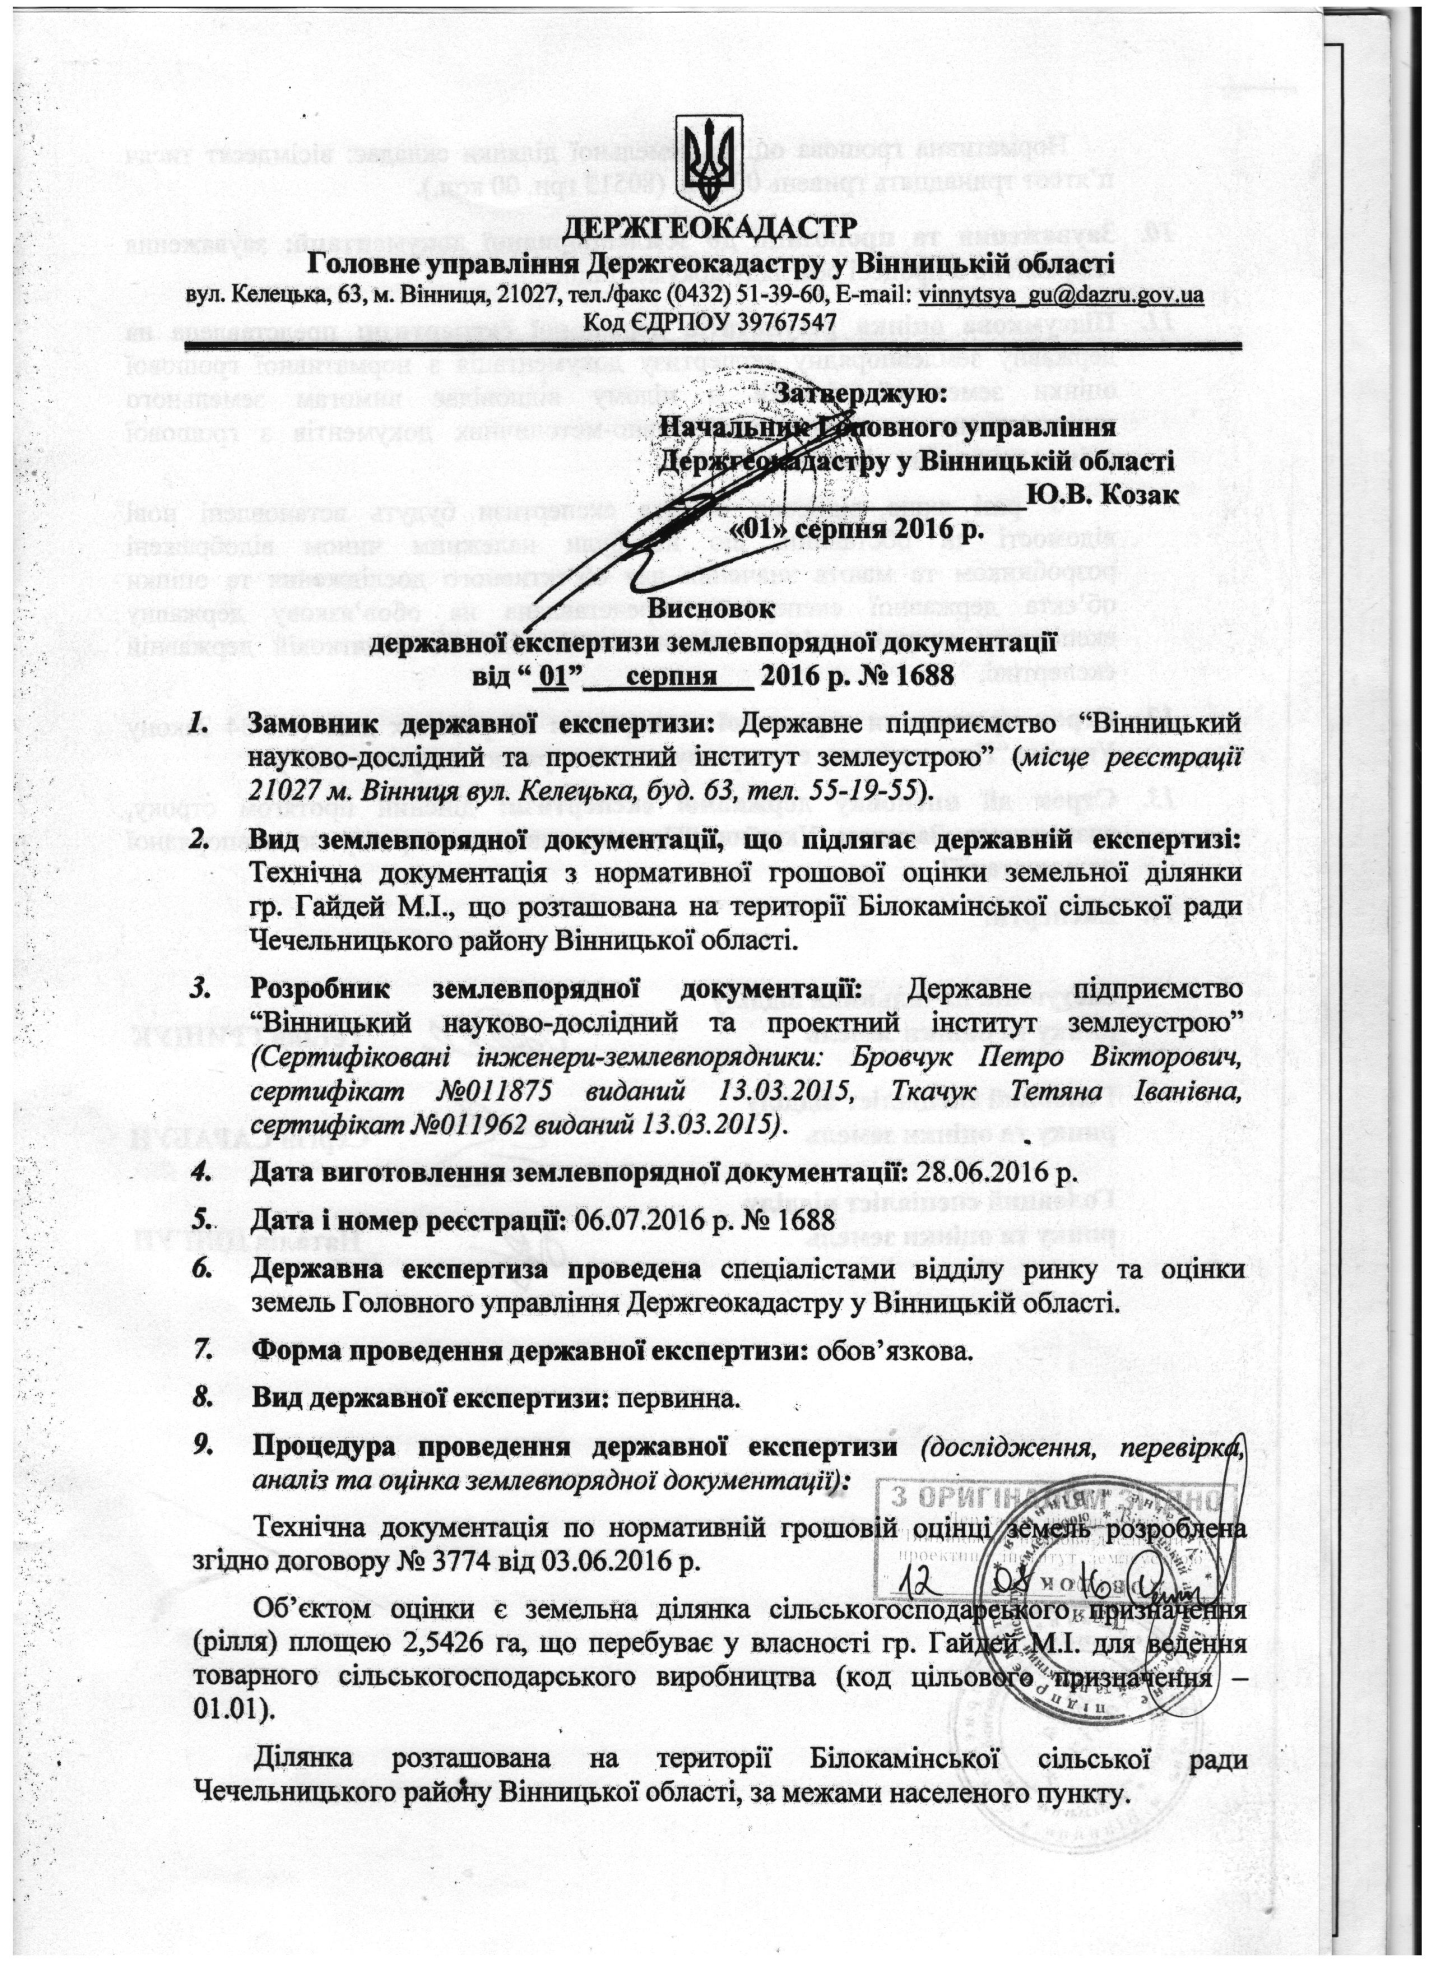 ДЕРЖГЕОКАДАСТР
Головне управління Держгеокадастру у Вінницькій області
вул. Келецька, 63, м. Вінниця, 21027, тел./факс (0432) 51-39-60, E-mail: vinnytsya_gu@dazru.gov.ua
Код ЄДРПОУ 39767547
Затверджую:
Начальник Головного управління
Держгеокадастру у Вінницькій області
Ю.В. Козак
«01» серпня 2016 р.
Висновок
державної експертизи землевпорядної документації
від “ 01” серпня 2016 р. № 1688
1. Замовник державної експертизи: Державне підприємство “Вінницький
науково-дослідний та проектний інститут землеустрою” (місце реєстрації
21027 м. Вінниця вул. Келецька, буд. 63, тел. 55-19-55).
2. Вид землевпорядної документації, що підлягає державній експертизі:
Технічна документація з нормативної грошової оцінки земельної ділянки
гр. Гайдей М.І., що розташована на території Білокамінської сільської ради
Чечельницького району Вінницької області.
3. Розробник землевпорядної документації: Державне підприємство
“Вінницький науково-дослідний та проектний інститут землеустрою”
(Сертифіковані інженери-землевпорядники: Бровчук Петро Вікторович,
сертифікат №011875 виданий 13.03.2015, Ткачук Тетяна Іванівна,
сертифікат №011962 виданий 13.03.2015).
4. Дата виготовлення землевпорядної документації: 28.06.2016 р.
5. Дата і номер реєстрації: 06.07.2016 р. № 1688
6. Державна експертиза проведена спеціалістами відділу ринку та оцінки
земель Головного управління Держгеокадастру у Вінницькій області.
7. Форма проведення державної експертизи: обов’язкова.
8. Вид державної експертизи: первинна.
9. Процедура проведення державної експертизи (дослідження, перевірка,
аналіз та оцінка землевпорядної документації):
З ОРИГІНАЛОМ ЗГІДНО
Технічна документація по нормативній грошовій оцінці земель розроблена
згідно договору № 3774 від 03.06.2016 р.
12 08 16
Об’єктом оцінки є земельна ділянка сільськогосподарського призначення
(рілля) площею 2,5426 га, що перебуває у власності гр. Гайдей М.І. для ведення
товарного сільськогосподарського виробництва (код цільового призначення –
01.01).
Ділянка розташована на території Білокамінської сільської ради
Чечельницького району Вінницької області, за межами населеного пункту.